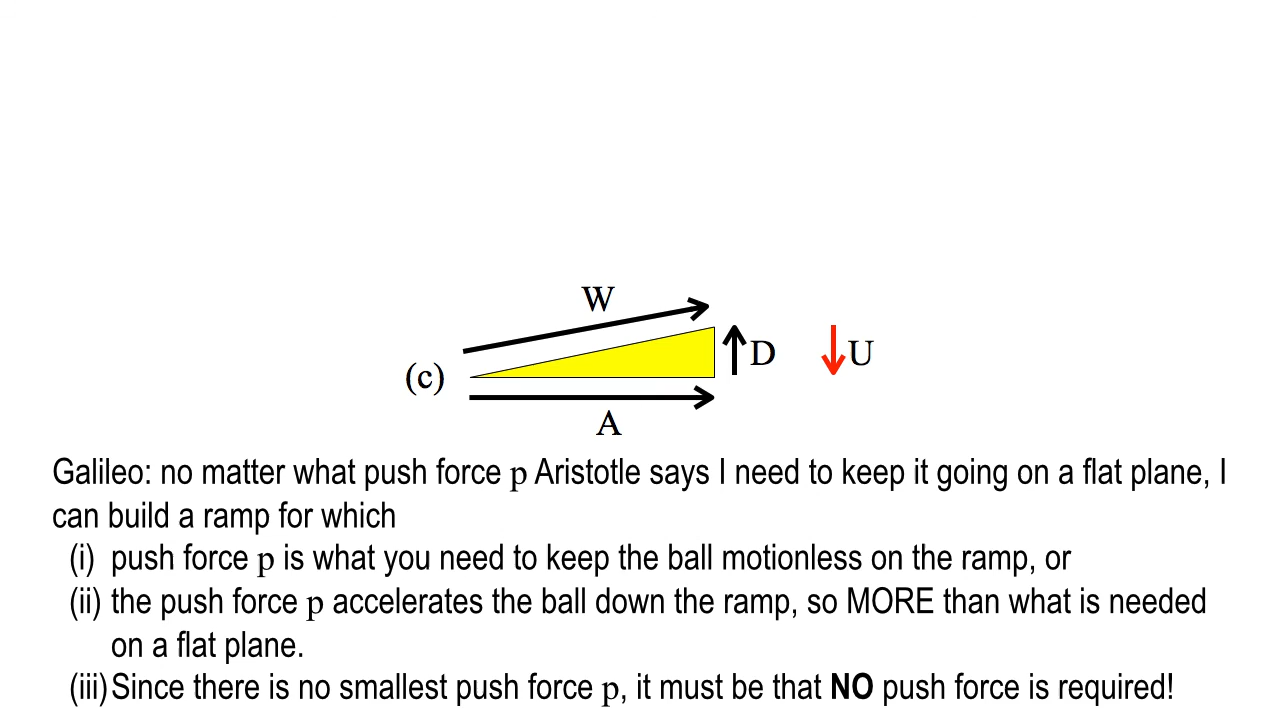 W
D
U
(c)
A
Galileo: no matter what push force p Aristotle says I need to keep it going on a flat plane, I
can build a ramp for which
(i) push force p is what you need to keep the ball motionless on the ramp, or
(ii) the push force p accelerates the ball down the ramp, so MORE than what is needed
on a flat plane.
(iii) Since there is no smallest push force p, it must be that NO push force is required!